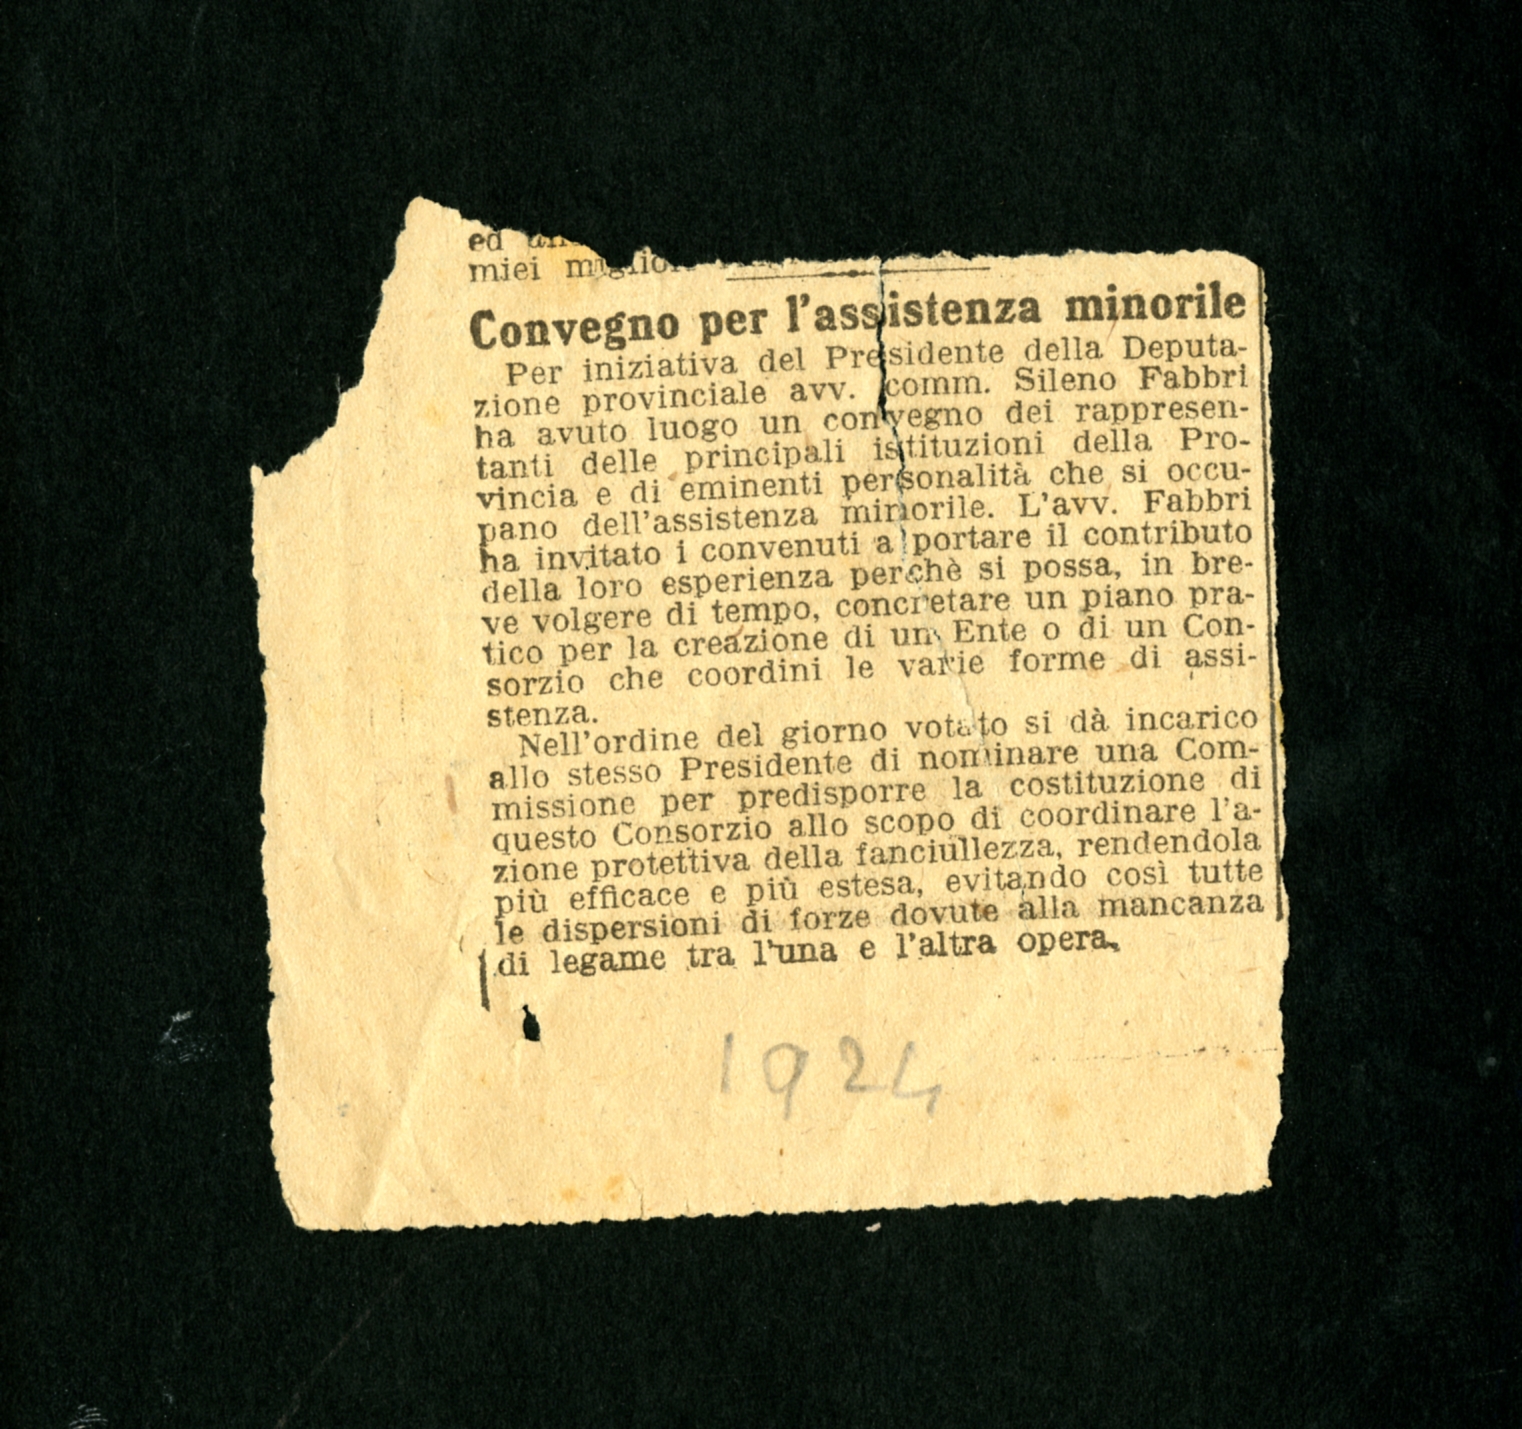 ed
miei
Convegno per l'assistenza minorile
Per iniziativa del Presidente della Deputa-
zione provinciale avv. comm. Sileno Fabbri
ha avuto luogo un convegno dei rappresen-
tanti delle principali istituzioni della Pro-
vincia e di eminenti personalità che si occu-
pano dell'assistenza minorile. L'avv. Fabbri
ha invitato i convenuti a portare il contributo
della loro esperienza perchè si possa, in bre-
ve volgere di tempo, concretare un piano pra-
tico per la creazione di un Ente o di un Con-
sorzio che coordini le varie forme di assi-
stenza.
Nell'ordine del giorno votato si dà incarico
allo stesso Presidente di nominare una Com-
missione per predisporre la costituzione di
questo Consorzio allo scopo di coordinare l'a-
zione protettiva della fanciullezza, rendendola
più efficace e più estesa, evitando così tutte
le dispersioni di forze dovute alla mancanza
di legame tra l'una e l'altra opera.
1924